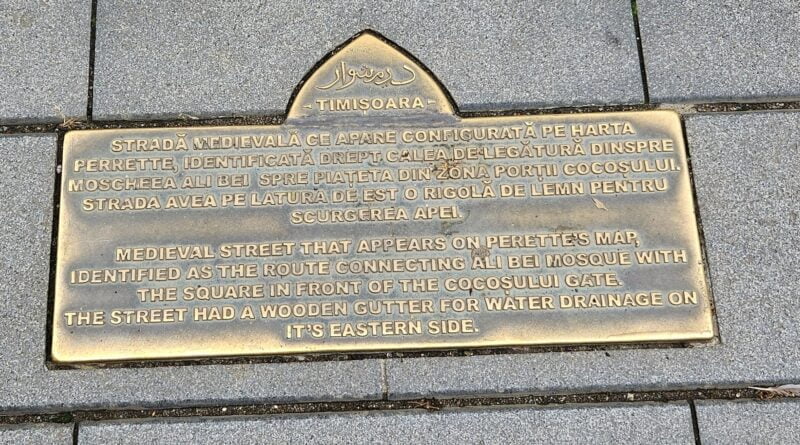 در متنوار
- TIMIȘOARA -
STRADĂ MEDIEVALĂ CE APARE CONFIGURATĂ PE HARTA
PERRETTE, IDENTIFICATĂ DREPT CALEA DE LEGĂTURĂ DINSPRE
MOSCHEEA ALI BEI SPRE PIAȚETA DIN ZONA PORȚII COCOȘULUI.
STRADA AVEA PE LATURA DE EST O RIGOLĂ DE LEMN PENTRU
SCURGEREA APEI.
MEDIEVAL STREET THAT APPEARS ON PERETTE'S MAP,
IDENTIFIED AS THE ROUTE CONNECTING ALI BEI MOSQUE WITH
THE SQUARE IN FRONT OF THE COCOȘULUI GATE.
THE STREET HAD A WOODEN GUTTER FOR WATER DRAINAGE ON
IT'S EASTERN SIDE.